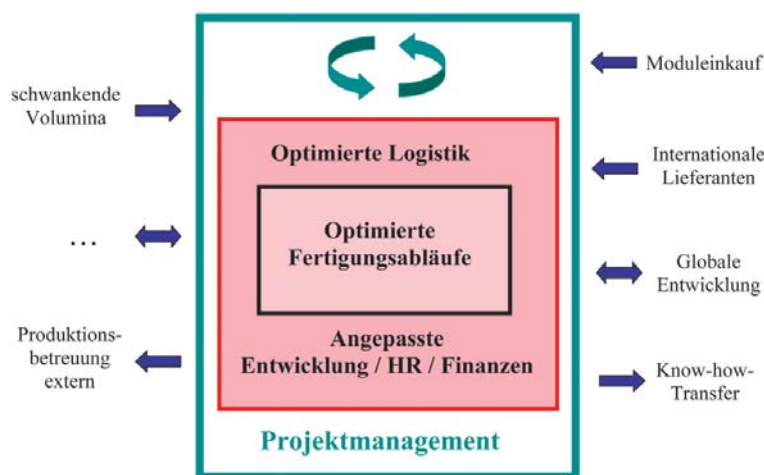 schwankende
Volumina
...
Produktions-
betreuung
extern
Optimierte Logistik
Optimierte
Fertigungsabläufe
Angepasste
Entwicklung / HR / Finanzen
Projektmanagement
Moduleinkauf
Internationale
Lieferanten
Globale
Entwicklung
Know-how-
Transfer